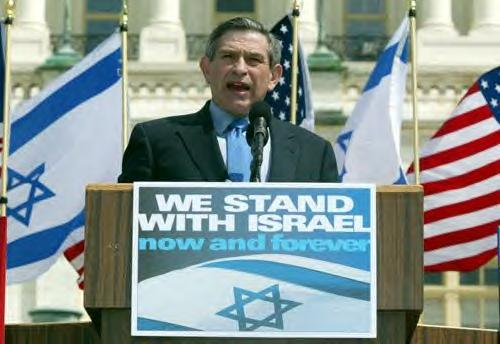 WE STAND
WITH ISRAEL
now and forever